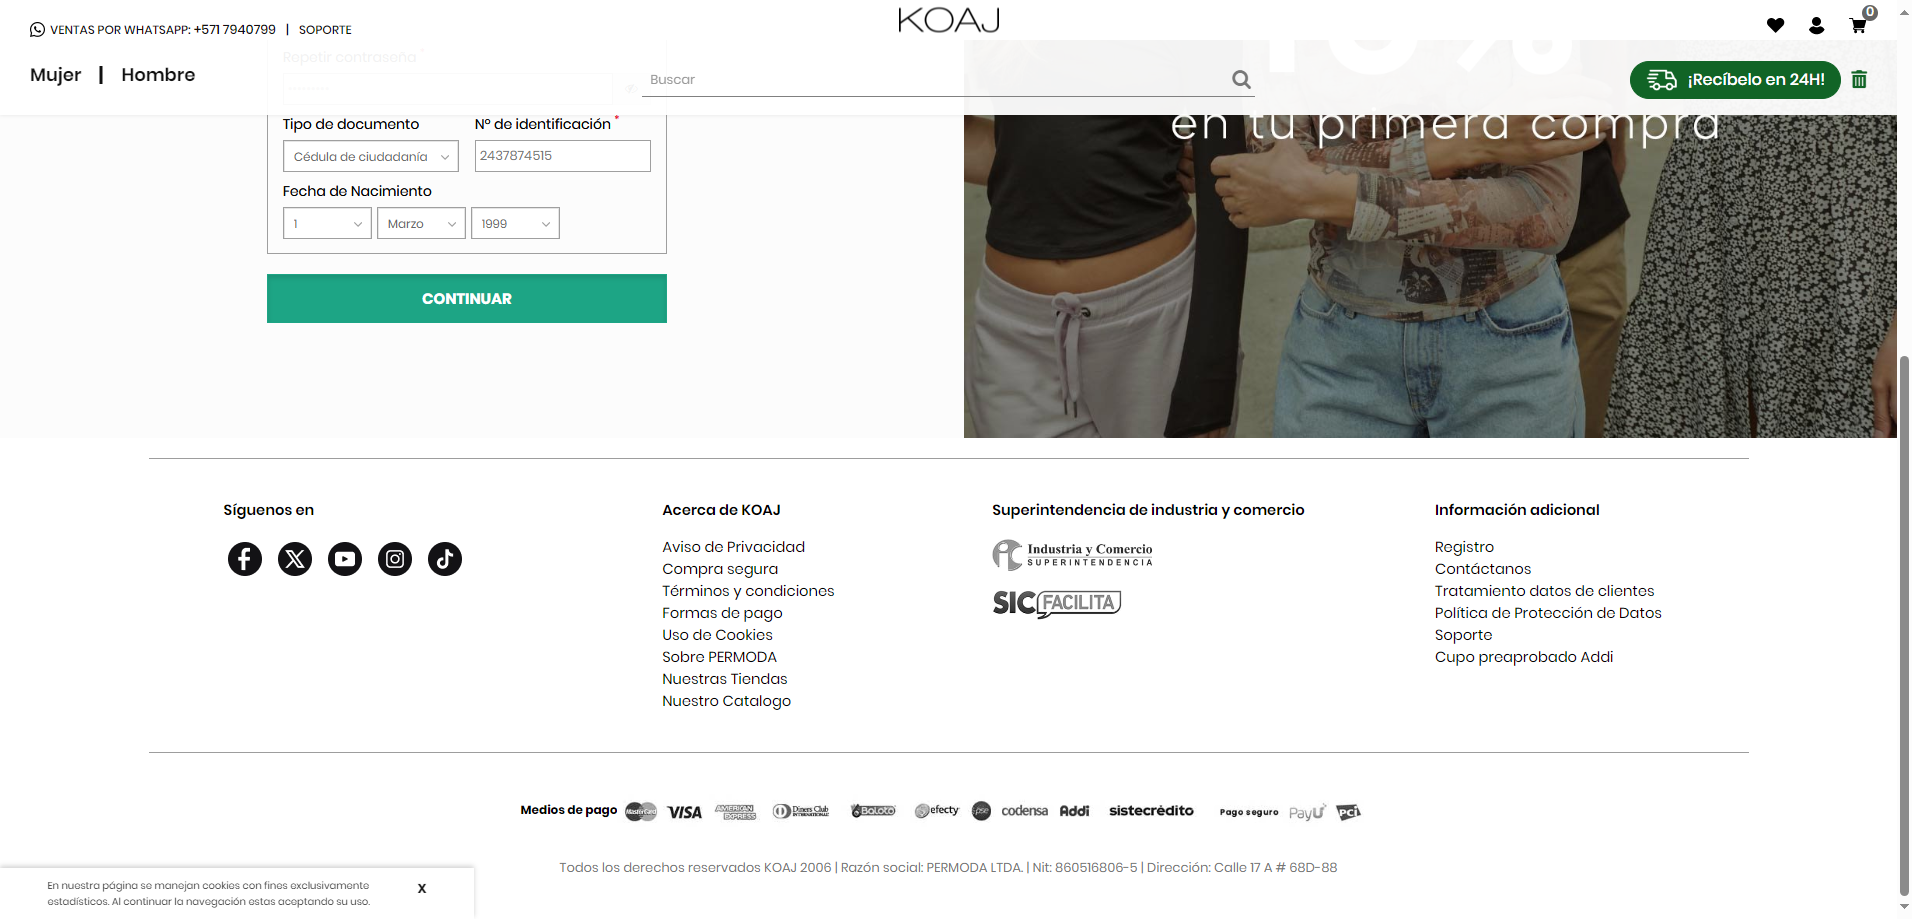 VENTAS POR WHATSAPP: +571 7940799 | SOPORTE
KOAJ
0
Mujer | Hombre
Buscar
¡Recíbelo en 24H!
Repetir contraseña *
en tu primera compra
Tipo de documento
Nº de identificación *
Cédula de ciudadanía
2437874515
Fecha de Nacimiento
1
Marzo
1999
CONTINUAR
Síguenos en
Acerca de KOAJ
Aviso de Privacidad
Compra segura
Términos y condiciones
Formas de pago
Uso de Cookies
Sobre PERMODA
Nuestras Tiendas
Nuestro Catalogo
Superintendencia de industria y comercio
Industria y Comercio
SUPERINTENDENCIA
SIC FACILITA
Información adicional
Registro
Contáctanos
Tratamiento datos de clientes
Política de Protección de Datos
Soporte
Cupo preaprobado Addi
Medios de pago MasterCard VISA AMERICAN EXPRESS Diners Club INTERNATIONAL Baloto efecty pse codensa Addi sistecrédito Pago seguro PayU PCI
Todos los derechos reservados KOAJ 2006 | Razón social: PERMODA LTDA. | Nit: 860516806-5 | Dirección: Calle 17 A # 68D-88
En nuestra página se manejan cookies con fines exclusivamente
estadísticos. Al continuar la navegación estas aceptando su uso.
X